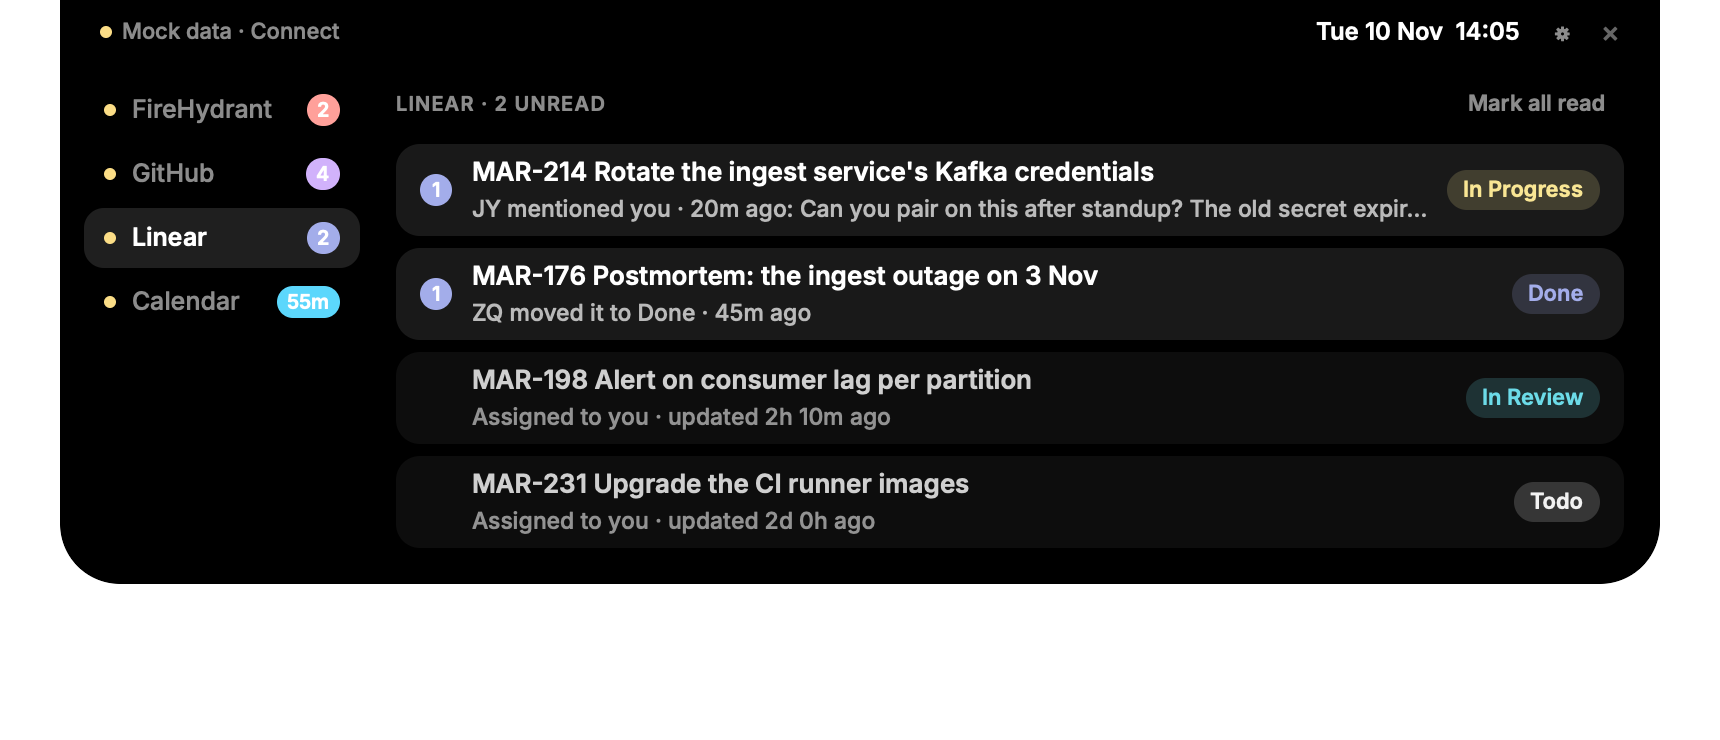 Mock data · Connect
Tue 10 Nov 14:05
FireHydrant 2
GitHub 4
Linear 2
Calendar 55m
LINEAR · 2 UNREAD
Mark all read
1
MAR-214 Rotate the ingest service's Kafka credentials
JY mentioned you · 20m ago: Can you pair on this after standup? The old secret expir...
In Progress
1
MAR-176 Postmortem: the ingest outage on 3 Nov
ZQ moved it to Done · 45m ago
Done
MAR-198 Alert on consumer lag per partition
Assigned to you · updated 2h 10m ago
In Review
MAR-231 Upgrade the CI runner images
Assigned to you · updated 2d 0h ago
Todo